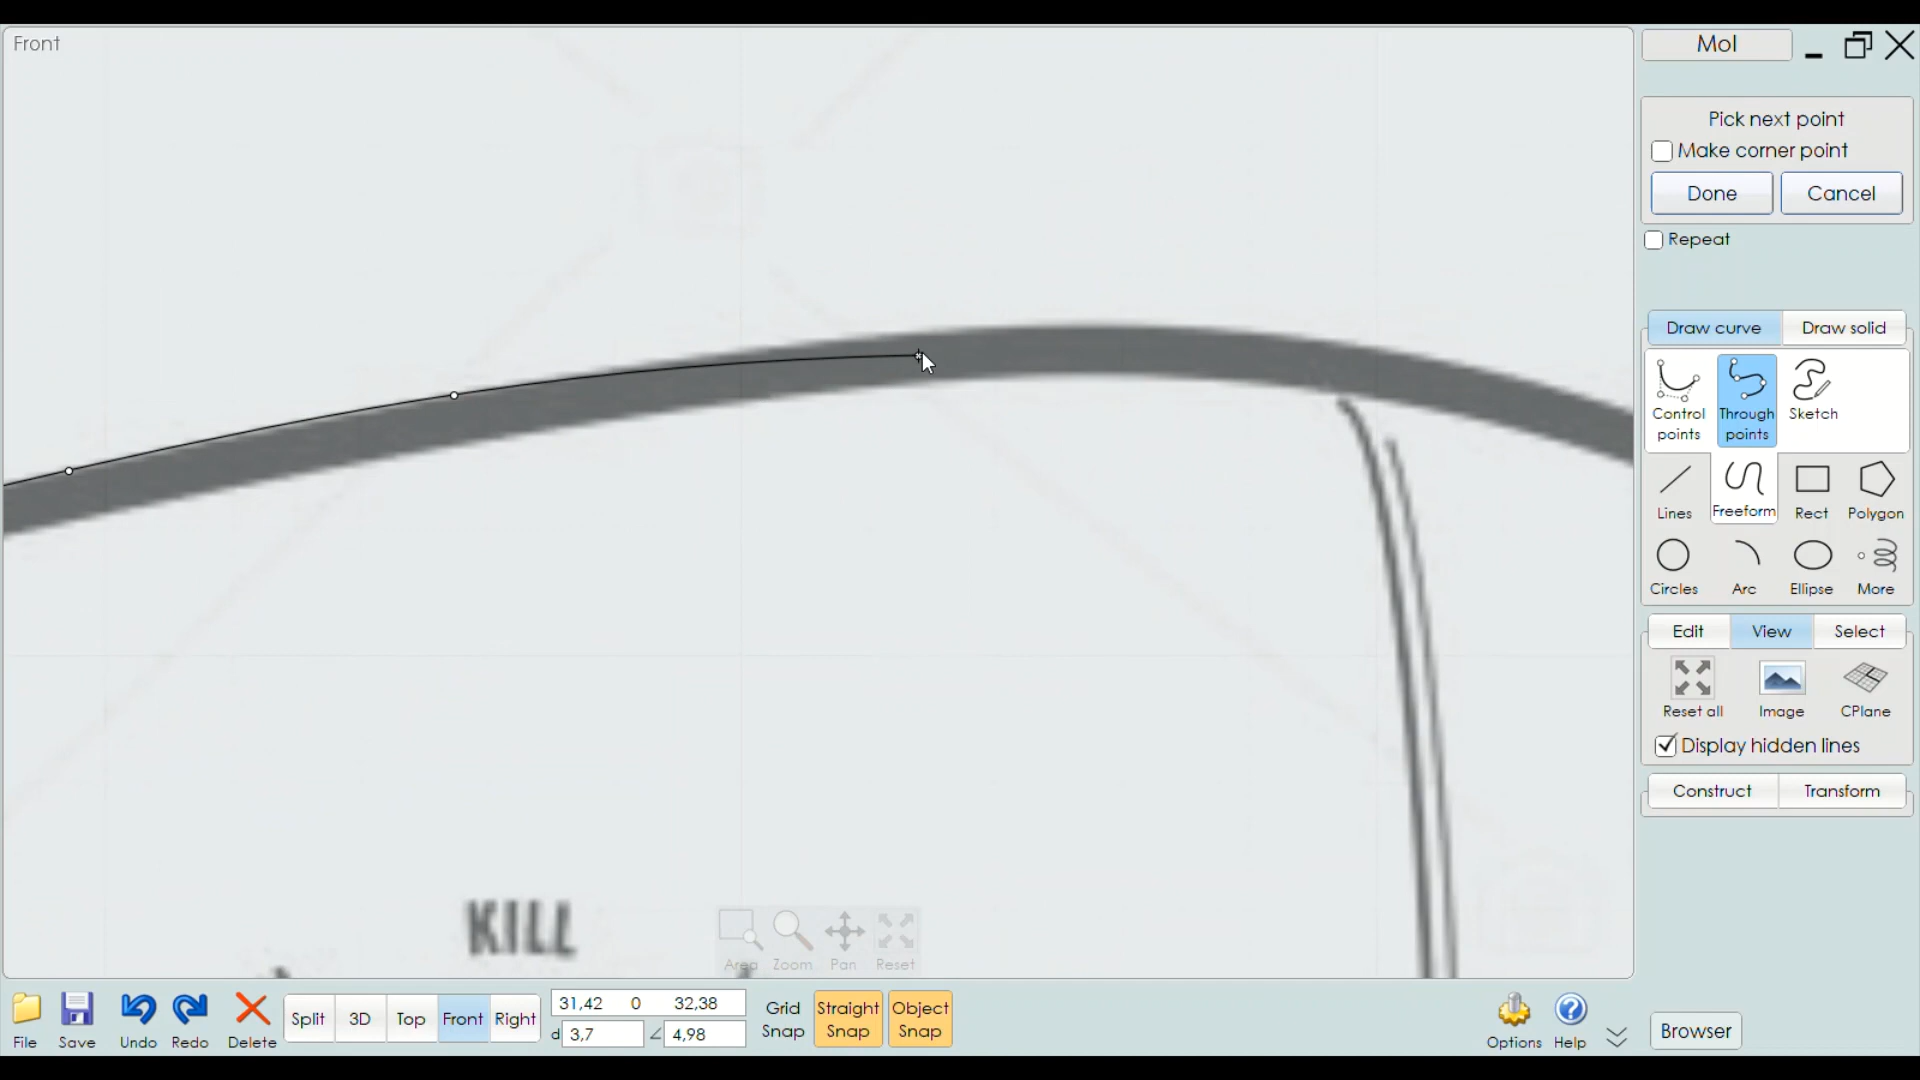 Front
MoI
Pick next point
Make corner point
Done Cancel
Repeat
Draw curve Draw solid
Control points
Through points
Sketch
Lines Freeform Rect Polygon
Circles Arc Ellipse More
Edit View Select
Reset all Image CPlane
Display hidden lines
Construct Transform
KILL
Area Zoom Pan Reset
File Save Undo Redo Delete
Split 3D Top Front Right
31,42 0 32,38
d 3,7 ∠ 4,98
Grid Snap
Straight Snap
Object Snap
Options Help
Browser